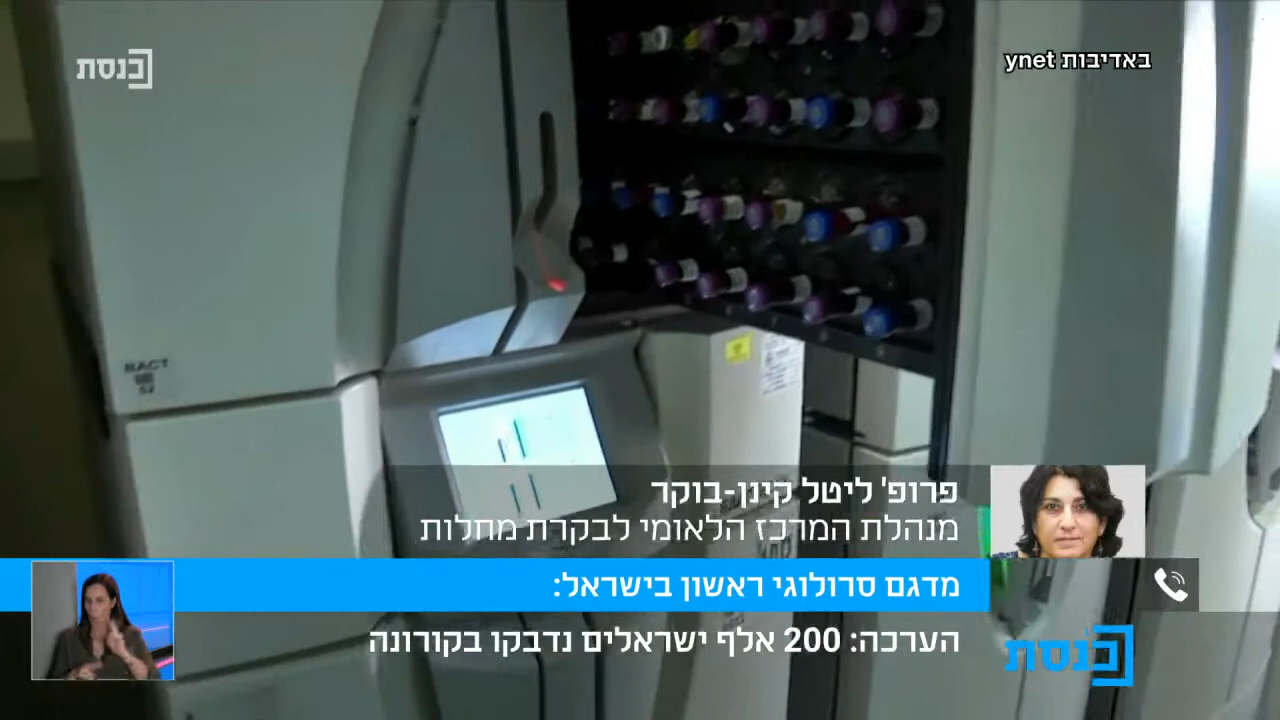 כנסת
באדיבות ynet
BACT
פרופ' ליטל קינן-בוקר
מנהלת המרכז הלאומי לבקרת מחלות
מדגם סרולוגי ראשון בישראל:
הערכה: 200 אלף ישראלים נדבקו בקורונה
כנסת